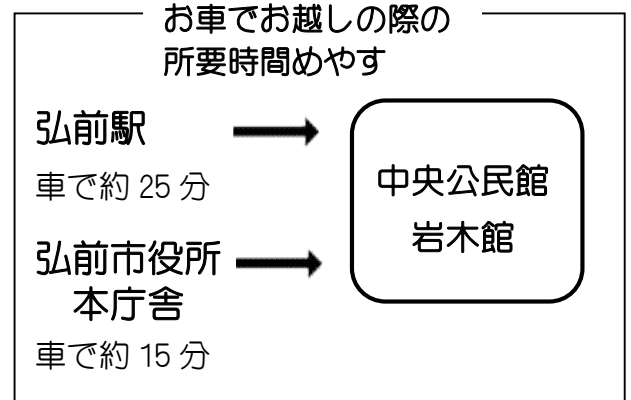 お車でお越しの際の
所要時間めやす
弘前駅
車で約 25 分
弘前市役所
本庁舎
車で約 15 分
中央公民館
岩木館